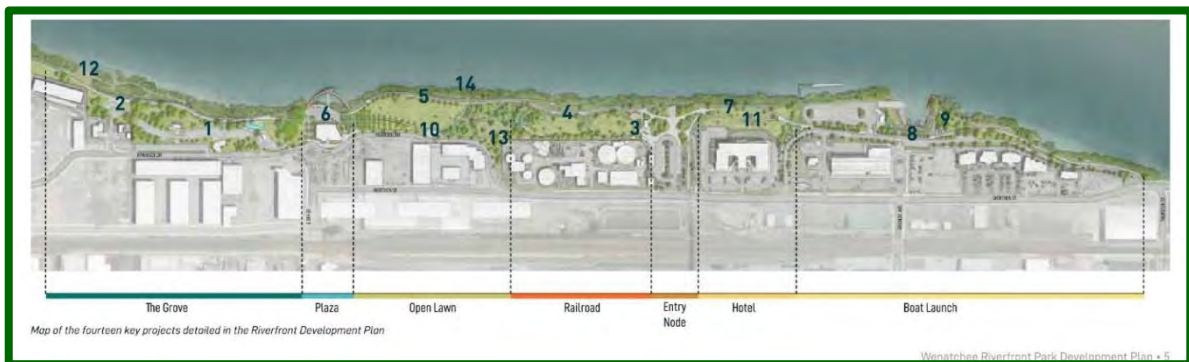 12
2
1
6
5
14
10
13
4
3
7
11
8
9
The Grove
Plaza
Open Lawn
Railroad
Entry
Node
Hotel
Boat Launch
Map of the fourteen key projects detailed in the Riverfront Development Plan
Wenatchee Riverfront Park Development Plan • 5